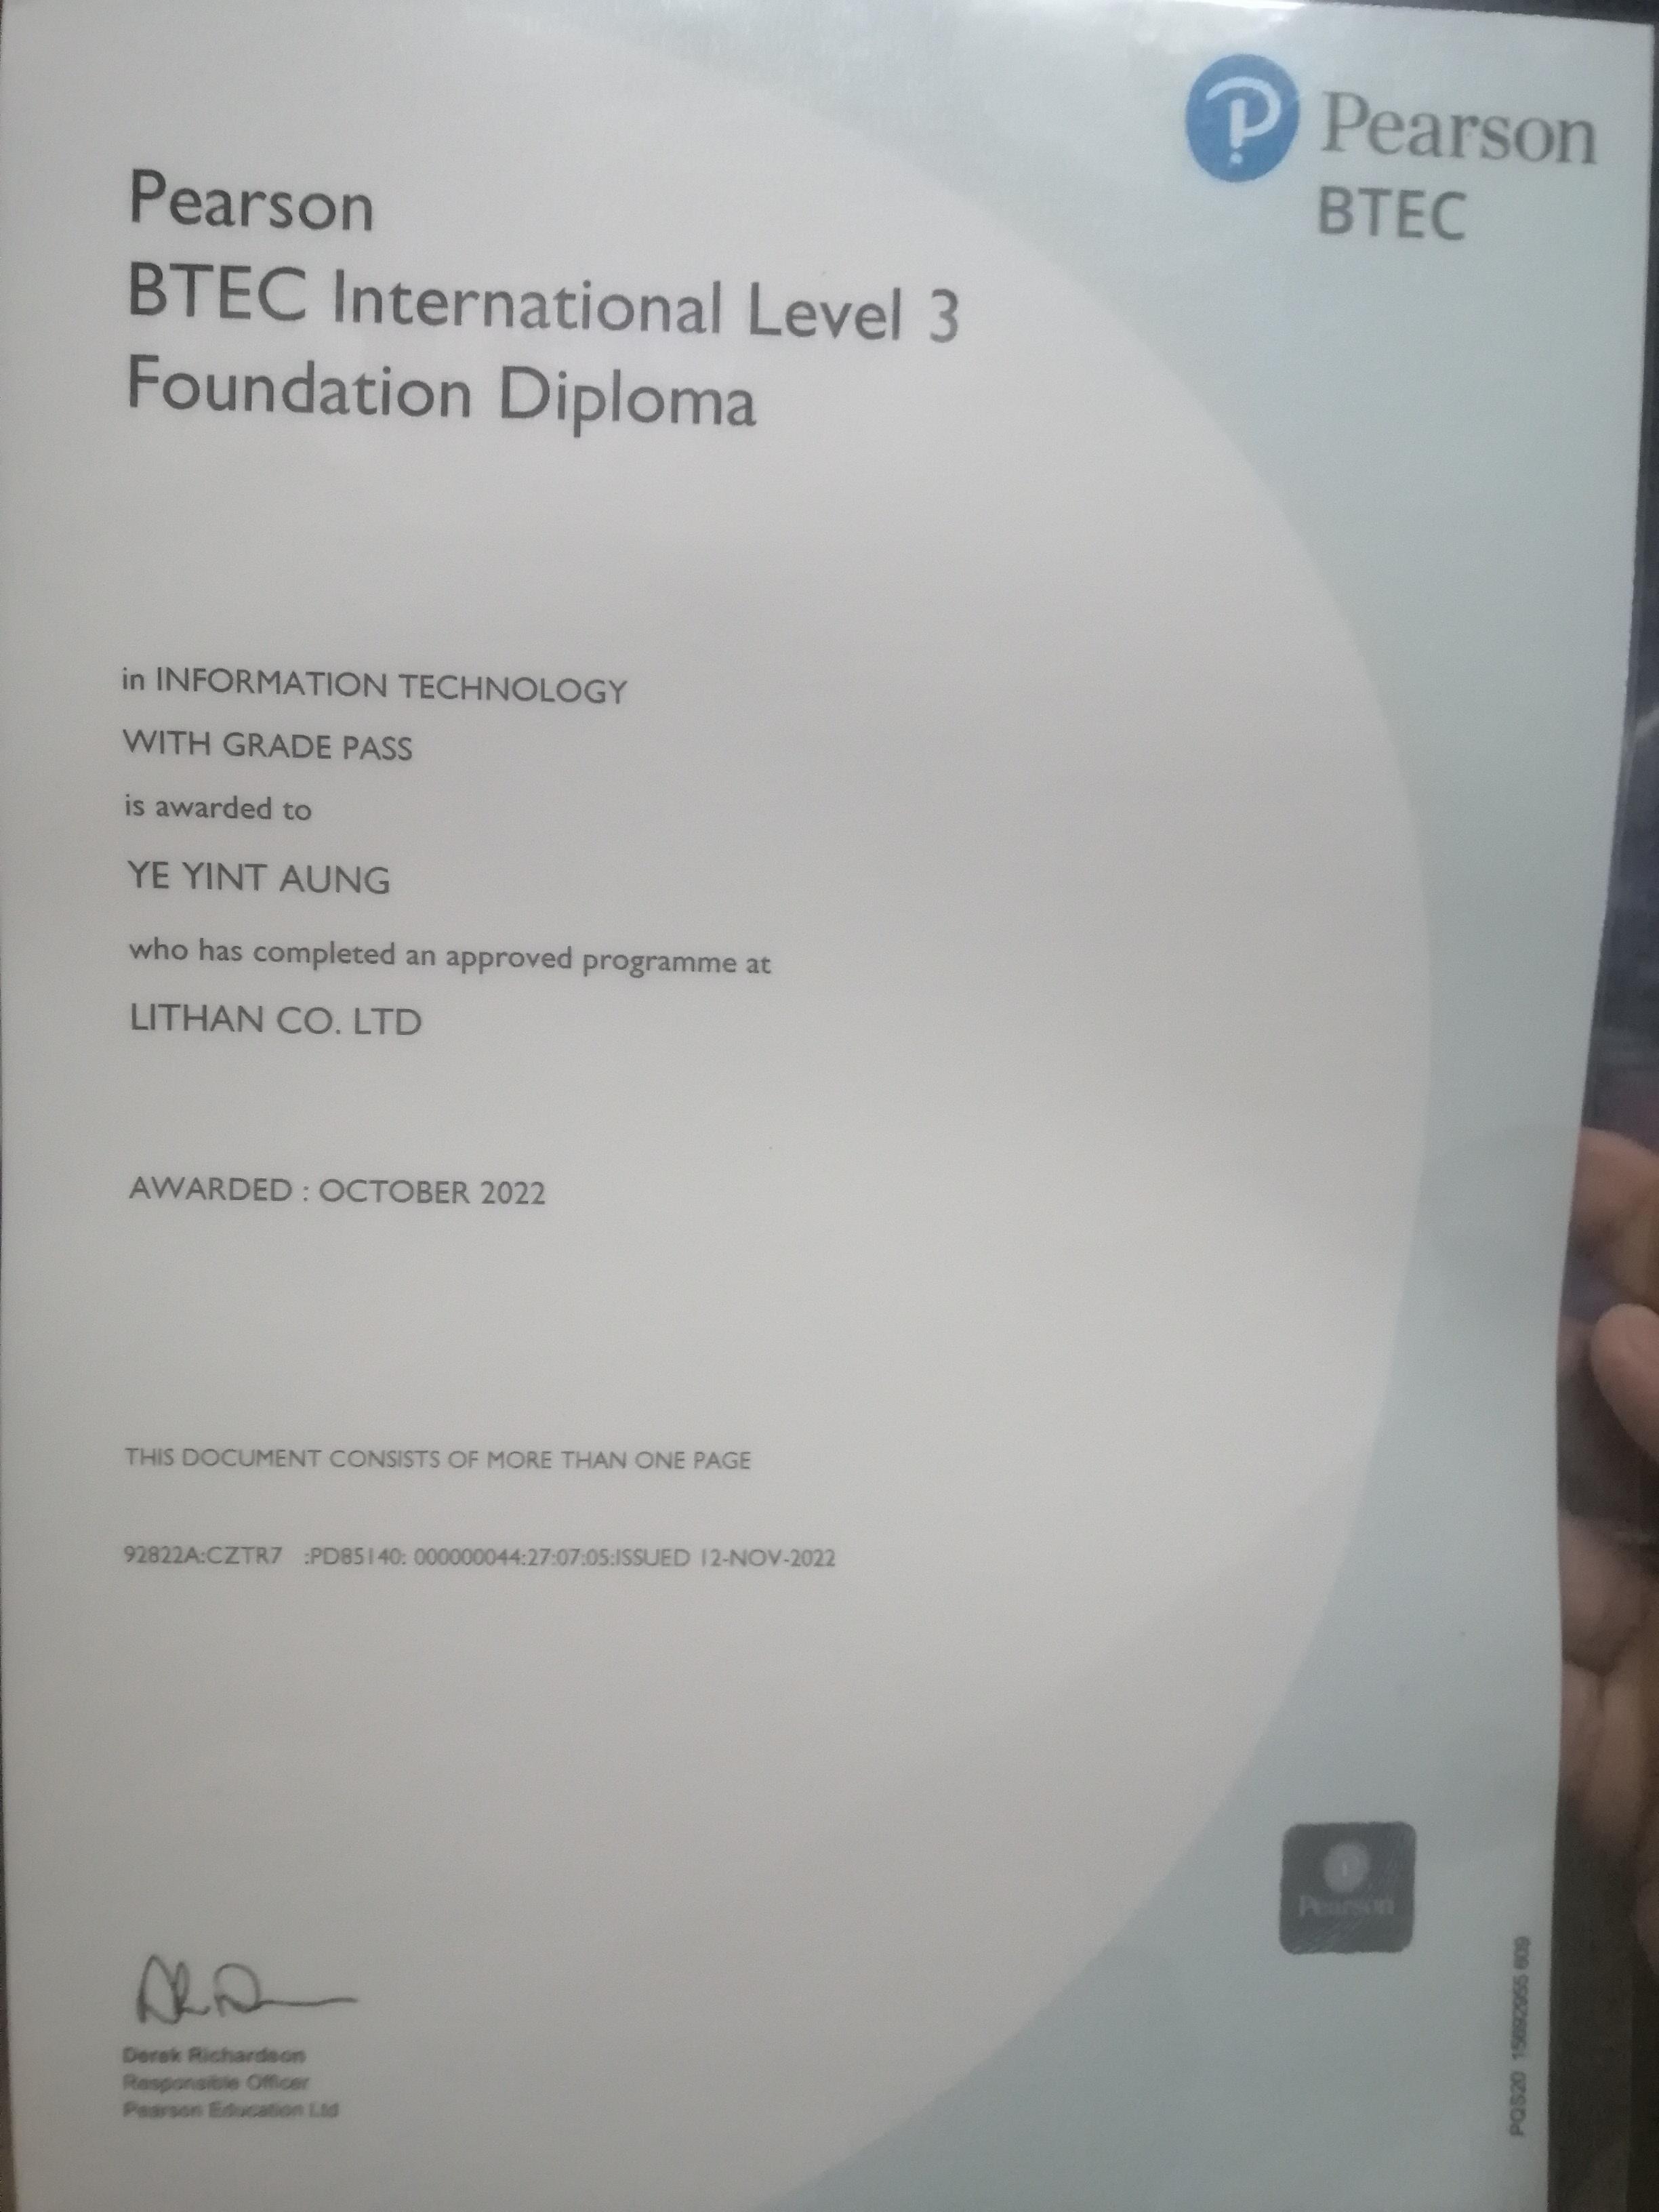 Pearson
BTEC
Pearson
BTEC International Level 3
Foundation Diploma
in INFORMATION TECHNOLOGY
WITH GRADE PASS
is awarded to
YE YINT AUNG
who has completed an approved programme at
LITHAN CO. LTD
AWARDED : OCTOBER 2022
THIS DOCUMENT CONSISTS OF MORE THAN ONE PAGE
92822A:CZTR7 :PD85140: 000000044:27:07:05:ISSUED 12-NOV-2022
Pearson
Derek Richardson
Responsible Officer
Pearson Education Ltd
PQS20 15692955 609